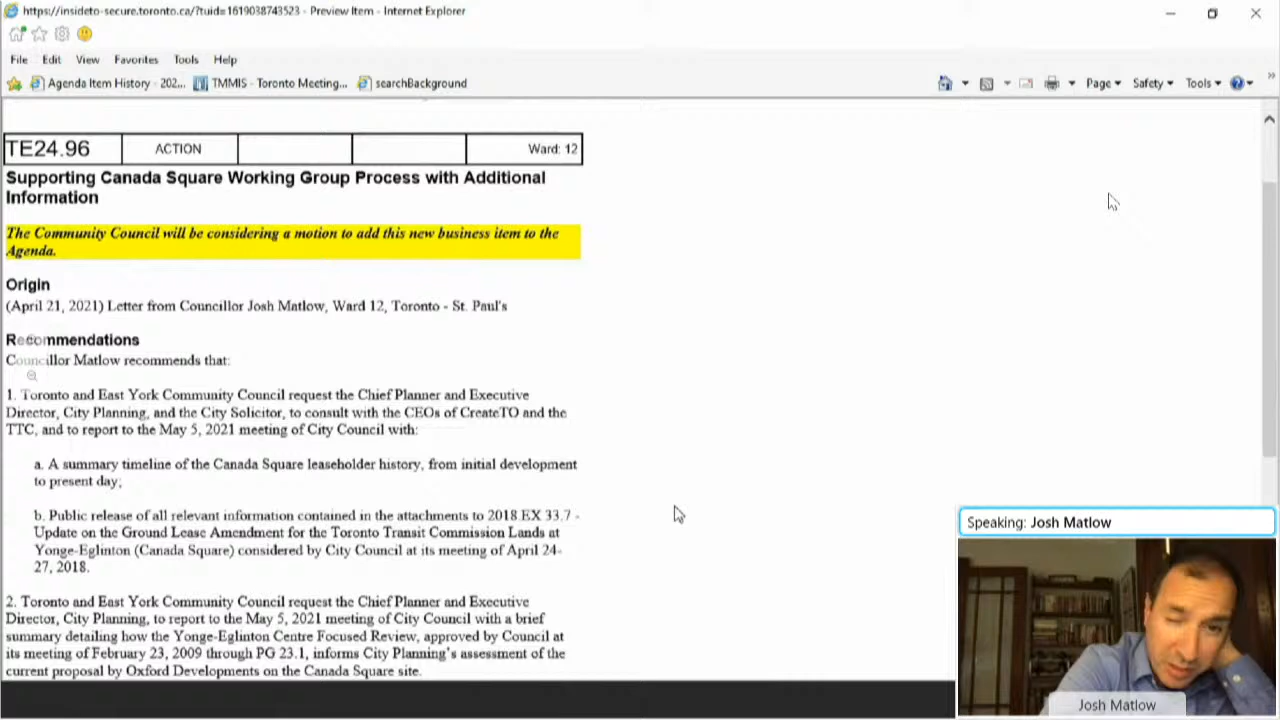 https://insideto-secure.toronto.ca/?tuid=1619038743523 - Preview Item - Internet Explorer
File Edit View Favorites Tools Help
Agenda Item History - 202... TMMIS - Toronto Meeting... searchBackground Page Safety Tools
TE24.96 ACTION Ward: 12
Supporting Canada Square Working Group Process with Additional
Information
The Community Council will be considering a motion to add this new business item to the
Agenda.
Origin
(April 21, 2021) Letter from Councillor Josh Matlow, Ward 12, Toronto - St. Paul's
Recommendations
Councillor Matlow recommends that:
1. Toronto and East York Community Council request the Chief Planner and Executive
Director, City Planning, and the City Solicitor, to consult with the CEOs of CreateTO and the
TTC, and to report to the May 5, 2021 meeting of City Council with:
a. A summary timeline of the Canada Square leaseholder history, from initial development
to present day;
b. Public release of all relevant information contained in the attachments to 2018 EX 33.7 -
Update on the Ground Lease Amendment for the Toronto Transit Commission Lands at
Yonge-Eglinton (Canada Square) considered by City Council at its meeting of April 24-
27, 2018.
2. Toronto and East York Community Council request the Chief Planner and Executive
Director, City Planning, to report to the May 5, 2021 meeting of City Council with a brief
summary detailing how the Yonge-Eglinton Centre Focused Review, approved by Council at
its meeting of February 23, 2009 through PG 23.1, informs City Planning's assessment of the
current proposal by Oxford Developments on the Canada Square site.
Speaking: Josh Matlow
Josh Matlow